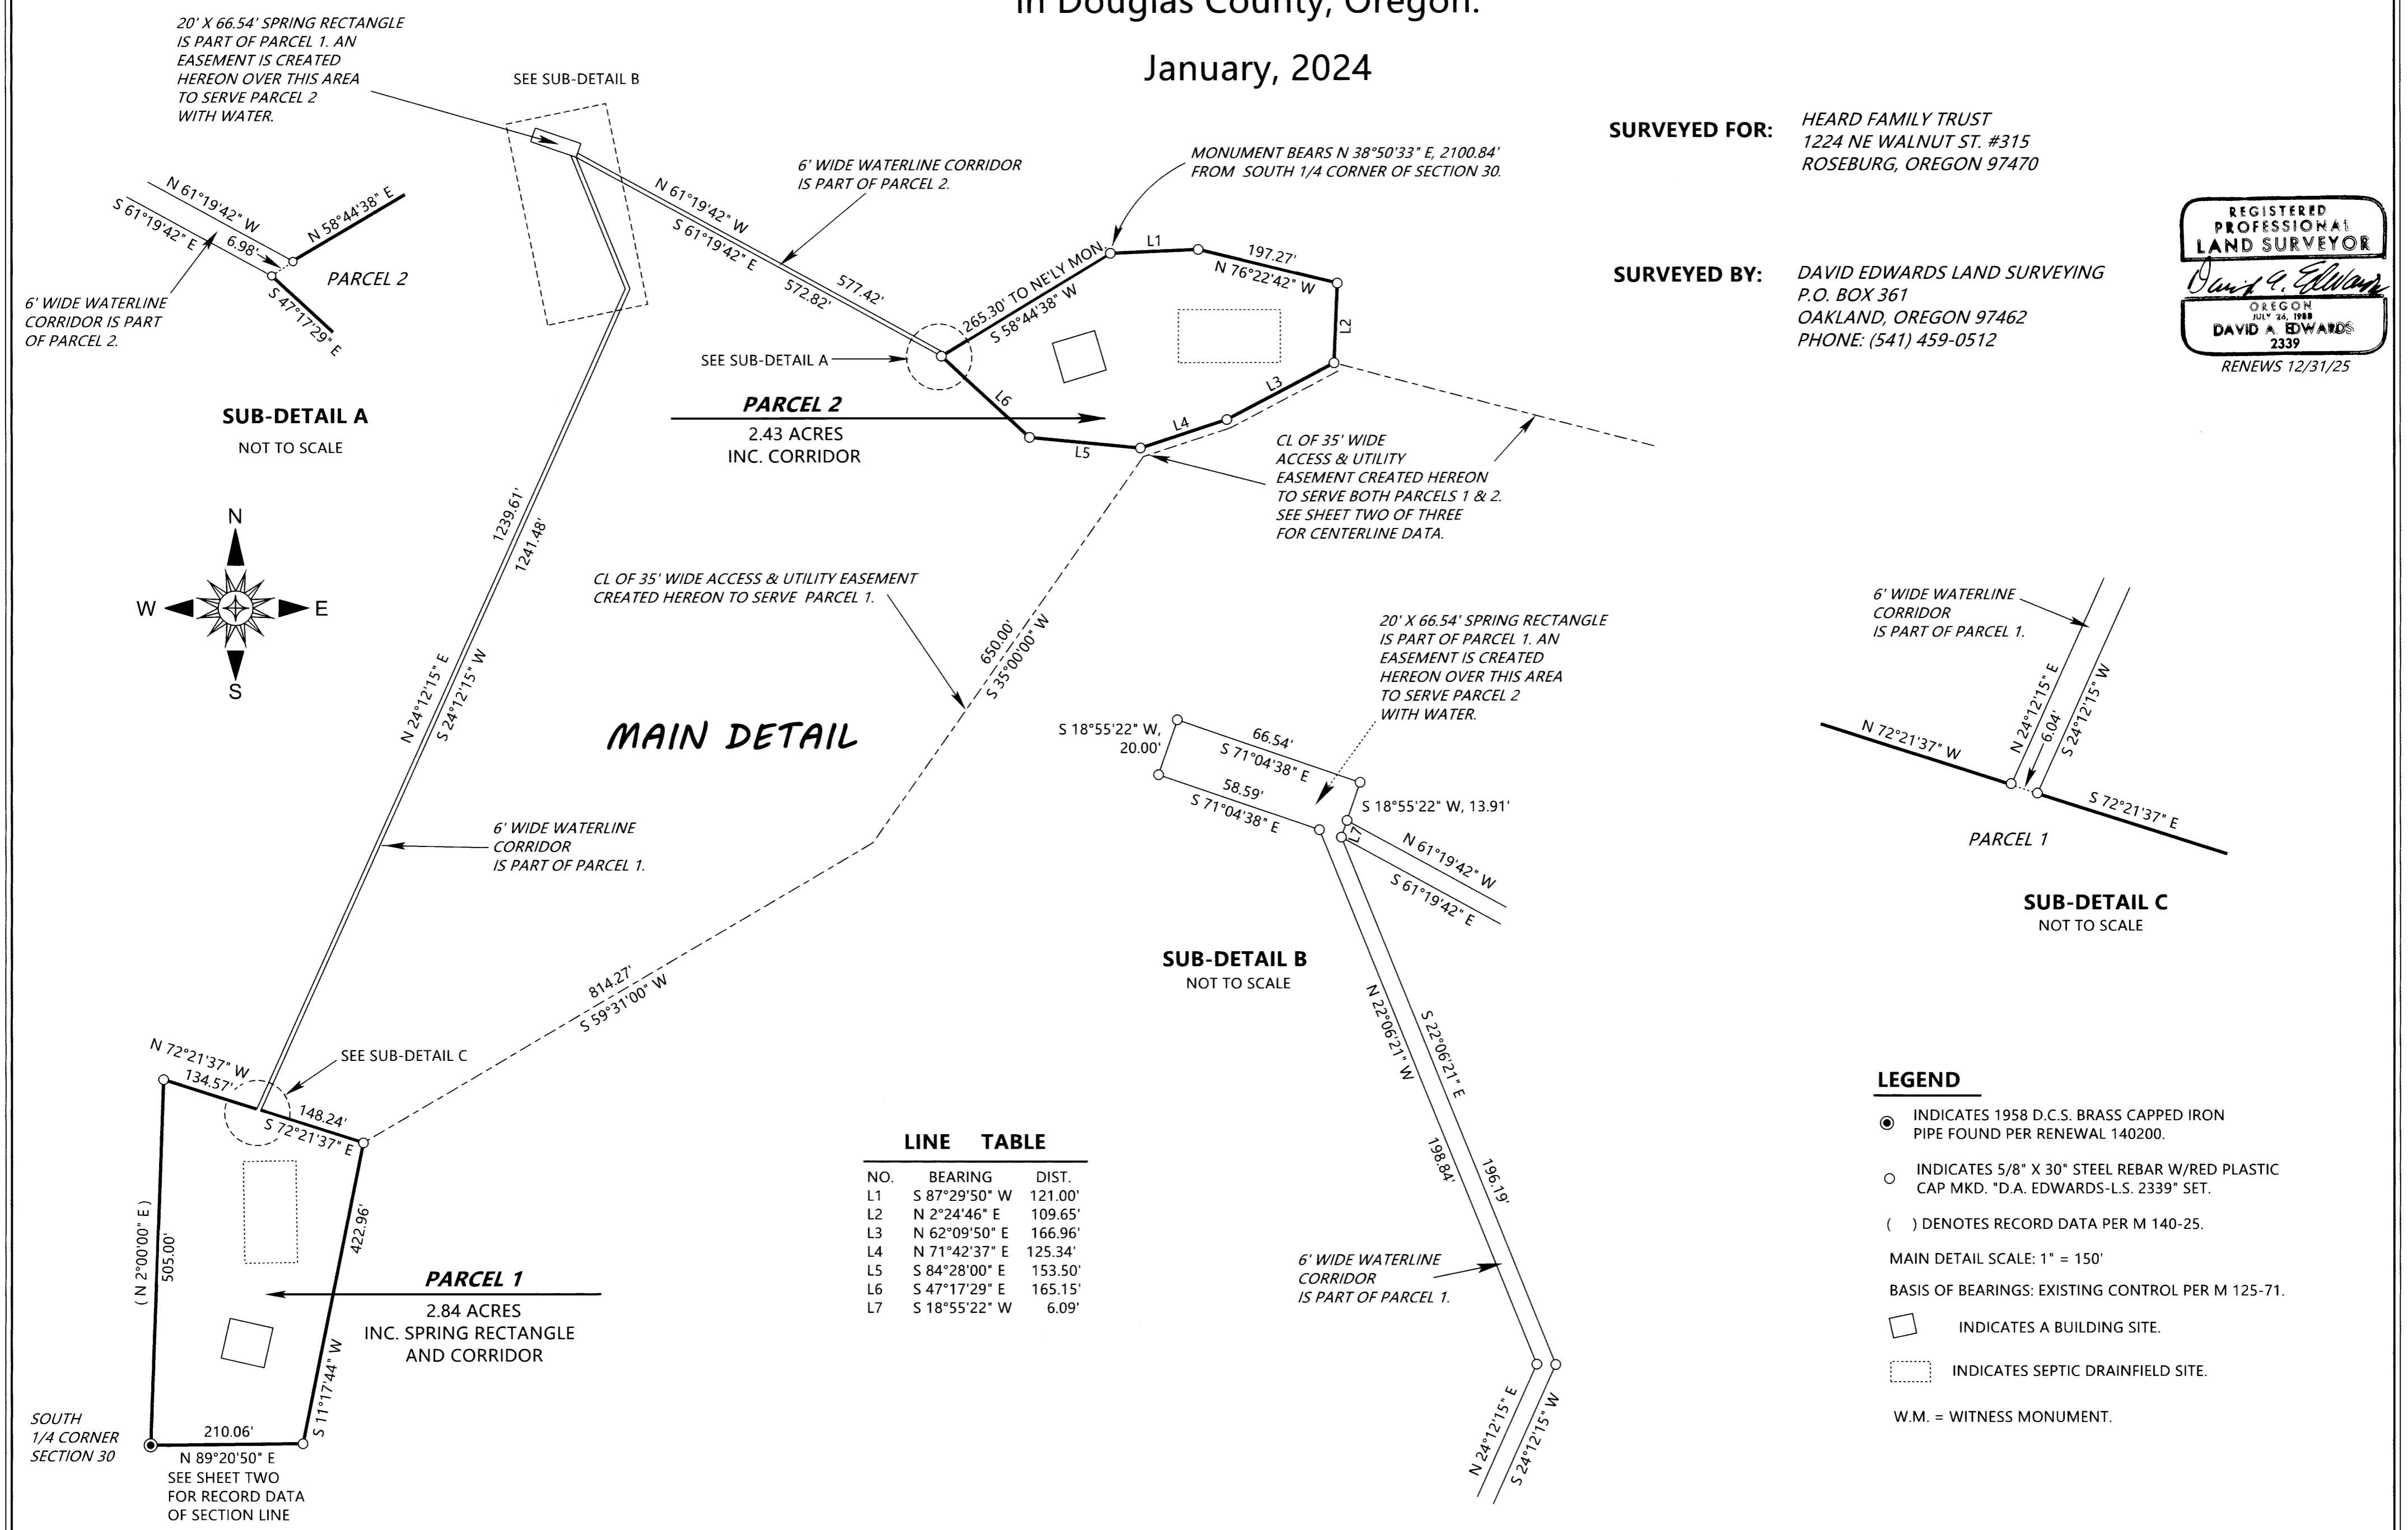 in Douglas County, Oregon.
January, 2024
20' X 66.54' SPRING RECTANGLE
IS PART OF PARCEL 1. AN
EASEMENT IS CREATED
HEREON OVER THIS AREA
TO SERVE PARCEL 2
WITH WATER.
SEE SUB-DETAIL B
6' WIDE WATERLINE CORRIDOR
IS PART OF PARCEL 2.
MONUMENT BEARS N 38°50'33" E, 2100.84'
FROM SOUTH 1/4 CORNER OF SECTION 30.
SURVEYED FOR:
HEARD FAMILY TRUST
1224 NE WALNUT ST. #315
ROSEBURG, OREGON 97470
SURVEYED BY:
DAVID EDWARDS LAND SURVEYING
P.O. BOX 361
OAKLAND, OREGON 97462
PHONE: (541) 459-0512
REGISTERED
PROFESSIONAL
LAND SURVEYOR
David A. Edwards
OREGON
JULY 26, 1988
DAVID A. EDWARDS
2339
RENEWS 12/31/25
N 61°19'42" W
S 61°19'42" E
6.98'
N 58°44'38" E
PARCEL 2
S 47°17'29" E
6' WIDE WATERLINE
CORRIDOR IS PART
OF PARCEL 2.
SUB-DETAIL A
NOT TO SCALE
N 61°19'42" W
S 61°19'42" E
577.42'
572.82'
265.30' TO NE'LY MON.
S 58°44'38" W
L1
197.27'
N 76°22'42" W
L2
L3
L4
L5
L6
SEE SUB-DETAIL A
PARCEL 2
2.43 ACRES
INC. CORRIDOR
CL OF 35' WIDE
ACCESS & UTILITY
EASEMENT CREATED HEREON
TO SERVE BOTH PARCELS 1 & 2.
SEE SHEET TWO OF THREE
FOR CENTERLINE DATA.
N
W
E
S
1239.61'
1241.48'
N 24°12'15" E
S 24°12'15" W
CL OF 35' WIDE ACCESS & UTILITY EASEMENT
CREATED HEREON TO SERVE PARCEL 1.
650.00'
S 35°00'00" W
MAIN DETAIL
6' WIDE WATERLINE
CORRIDOR
IS PART OF PARCEL 1.
814.27'
S 59°31'00" W
20' X 66.54' SPRING RECTANGLE
IS PART OF PARCEL 1. AN
EASEMENT IS CREATED
HEREON OVER THIS AREA
TO SERVE PARCEL 2
WITH WATER.
S 18°55'22" W,
20.00'
66.54'
S 71°04'38" E
58.59'
S 71°04'38" E
S 18°55'22" W, 13.91'
L7
N 61°19'42" W
S 61°19'42" E
SUB-DETAIL B
NOT TO SCALE
N 22°06'21" W
S 22°06'21" E
198.84'
196.19'
6' WIDE WATERLINE
CORRIDOR
IS PART OF PARCEL 1.
N 24°12'15" E
S 24°12'15" W
6' WIDE WATERLINE
CORRIDOR
IS PART OF PARCEL 1.
N 24°12'15" E
6.04'
S 24°12'15" W
N 72°21'37" W
S 72°21'37" E
PARCEL 1
SUB-DETAIL C
NOT TO SCALE
N 72°21'37" W
134.57'
SEE SUB-DETAIL C
148.24'
S 72°21'37" E
( N 2°00'00" E )
505.00'
422.96'
S 11°17'44" W
PARCEL 1
2.84 ACRES
INC. SPRING RECTANGLE
AND CORRIDOR
SOUTH
1/4 CORNER
SECTION 30
210.06'
N 89°20'50" E
SEE SHEET TWO
FOR RECORD DATA
OF SECTION LINE
LINE TABLE
NO. BEARING DIST.
L1 S 87°29'50" W 121.00'
L2 N 2°24'46" E 109.65'
L3 N 62°09'50" E 166.96'
L4 N 71°42'37" E 125.34'
L5 S 84°28'00" E 153.50'
L6 S 47°17'29" E 165.15'
L7 S 18°55'22" W 6.09'
LEGEND
INDICATES 1958 D.C.S. BRASS CAPPED IRON
PIPE FOUND PER RENEWAL 140200.
INDICATES 5/8" X 30" STEEL REBAR W/RED PLASTIC
CAP MKD. "D.A. EDWARDS-L.S. 2339" SET.
( ) DENOTES RECORD DATA PER M 140-25.
MAIN DETAIL SCALE: 1" = 150'
BASIS OF BEARINGS: EXISTING CONTROL PER M 125-71.
INDICATES A BUILDING SITE.
INDICATES SEPTIC DRAINFIELD SITE.
W.M. = WITNESS MONUMENT.